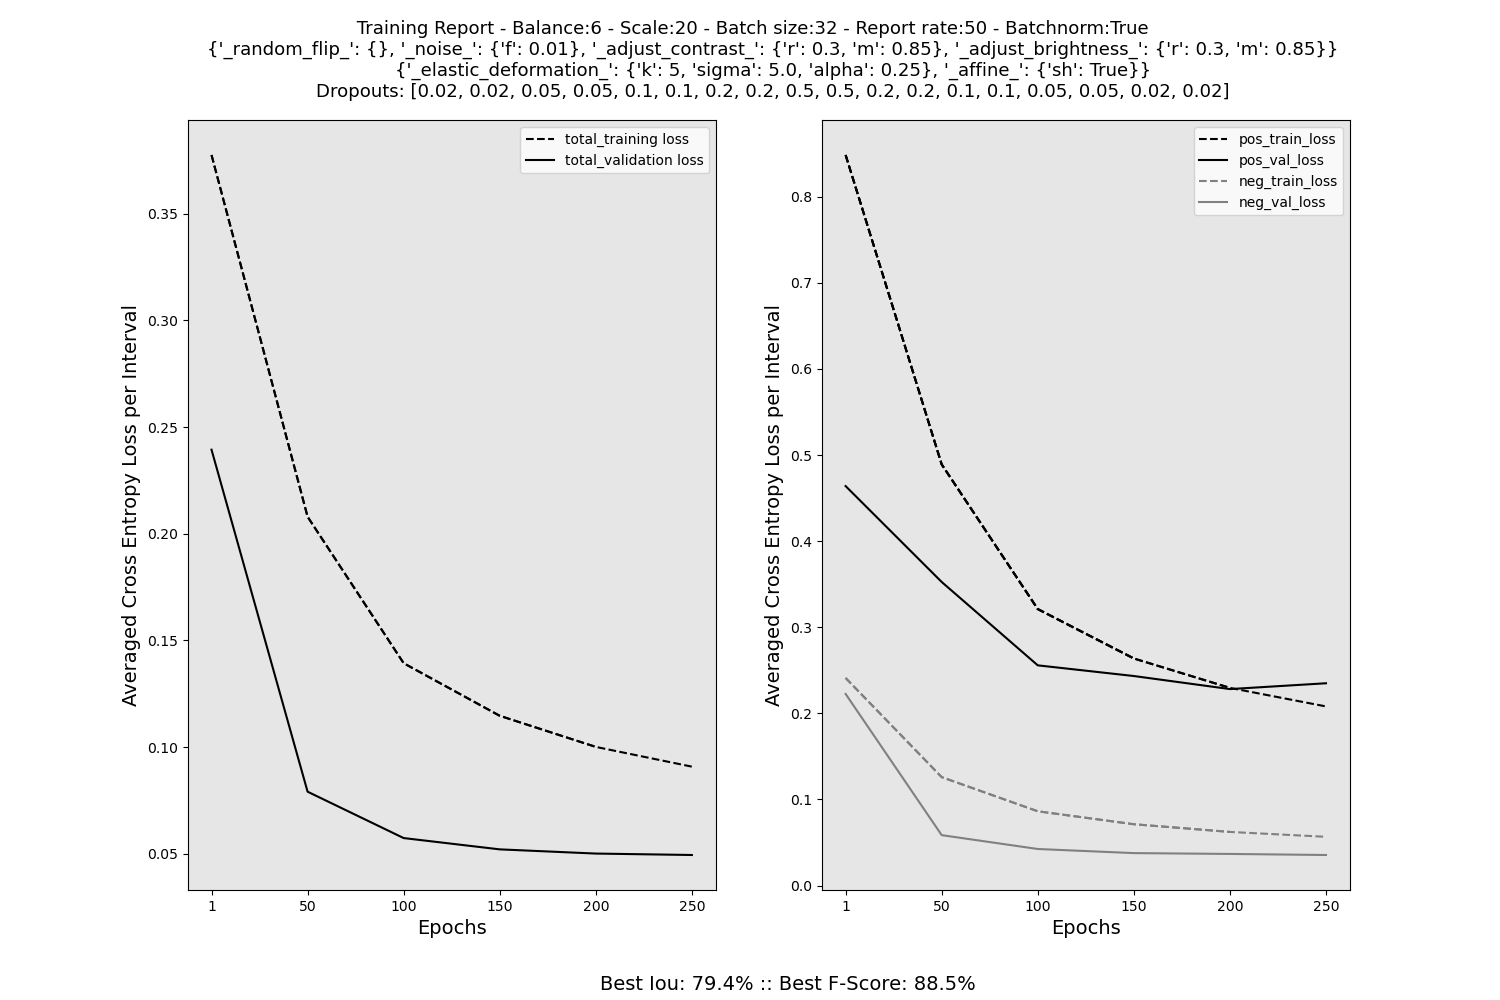 Training Report - Balance:6 - Scale:20 - Batch size:32 - Report rate:50 - Batchnorm:True
{'_random_flip_': {}, '_noise_': {'f': 0.01}, '_adjust_contrast_': {'r': 0.3, 'm': 0.85}, '_adjust_brightness_': {'r': 0.3, 'm': 0.85}}
{'_elastic_deformation_': {'k': 5, 'sigma': 5.0, 'alpha': 0.25}, '_affine_': {'sh': True}}
Dropouts: [0.02, 0.02, 0.05, 0.05, 0.1, 0.1, 0.2, 0.2, 0.5, 0.5, 0.2, 0.2, 0.1, 0.1, 0.05, 0.05, 0.02, 0.02]
total_training loss
total_validation loss
0.35
0.30
0.25
0.20
0.15
0.10
0.05
Averaged Cross Entropy Loss per Interval
1 50 100 150 200 250
Epochs
pos_train_loss
pos_val_loss
neg_train_loss
neg_val_loss
0.8
0.7
0.6
0.5
0.4
0.3
0.2
0.1
0.0
Averaged Cross Entropy Loss per Interval
1 50 100 150 200 250
Epochs
Best Iou: 79.4% :: Best F-Score: 88.5%